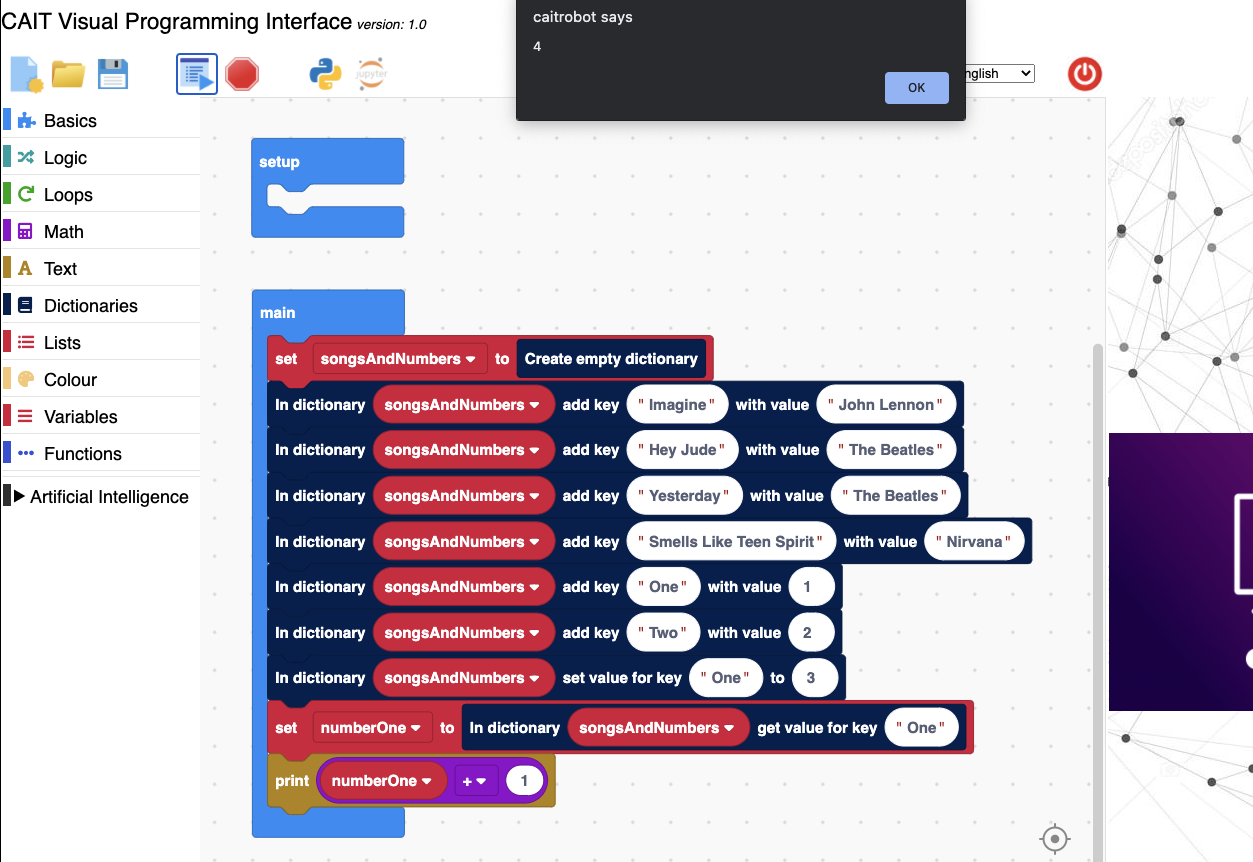 CAIT Visual Programming Interface version: 1.0
caitrobot says
4
OK
nglish
jupyter
Basics
Logic
Loops
Math
Text
Dictionaries
Lists
Colour
Variables
Functions
Artificial Intelligence
setup
main
set songsAndNumbers to Create empty dictionary
In dictionary songsAndNumbers add key "Imagine" with value "John Lennon"
In dictionary songsAndNumbers add key "Hey Jude" with value "The Beatles"
In dictionary songsAndNumbers add key "Yesterday" with value "The Beatles"
In dictionary songsAndNumbers add key "Smells Like Teen Spirit" with value "Nirvana"
In dictionary songsAndNumbers add key "One" with value 1
In dictionary songsAndNumbers add key "Two" with value 2
In dictionary songsAndNumbers set value for key "One" to 3
set numberOne to In dictionary songsAndNumbers get value for key "One"
print numberOne + 1